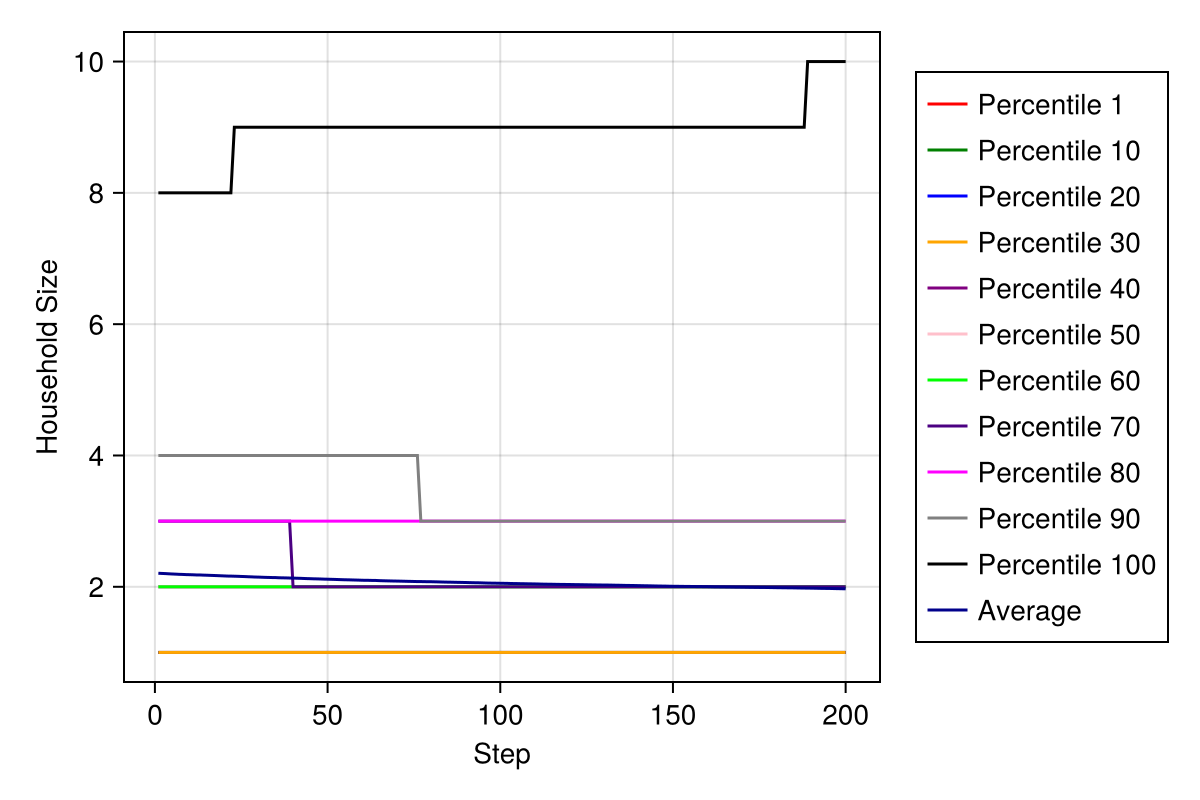 10
8
6
4
2
Household Size
0 50 100 150 200
Step
Percentile 1
Percentile 10
Percentile 20
Percentile 30
Percentile 40
Percentile 50
Percentile 60
Percentile 70
Percentile 80
Percentile 90
Percentile 100
Average